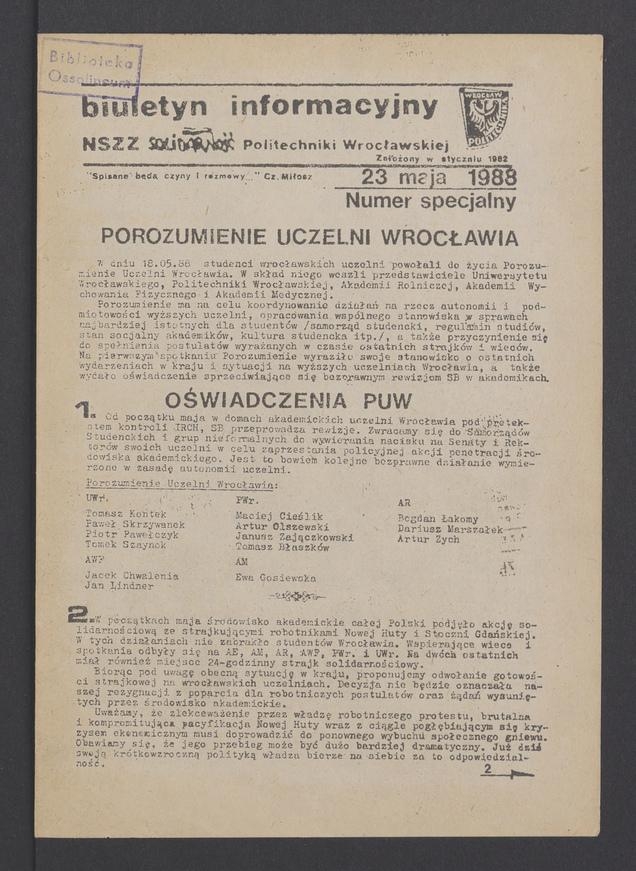 Biblioteka
Ossolineum
biuletyn informacyjny
WROCŁAW
POLITECHNIKA
NSZZ SOLIDARNOŚĆ Politechniki Wrocławskiej
Założony w styczniu 1982
"Spisane będą czyny i rozmowy..." Cz. Miłosz
23 maja 1988
Numer specjalny
POROZUMIENIE UCZELNI WROCŁAWIA
W dniu 18.05.88 studenci wrocławskich uczelni powołali do życia Porozu-
mienie Uczelni Wrocławia. W skład niego weszli przedstawiciele Uniwersytetu
Wrocławskiego, Politechniki Wrocławskiej, Akademii Rolniczej, Akademii Wy-
chowania Fizycznego i Akademii Medycznej.
Porozumienie ma na celu koordynowanie działań na rzecz autonomii i pod-
miotowości wyższych uczelni, opracowania wspólnego stanowiska w sprawach
najbardziej istotnych dla studentów /samorząd studencki, regulamin studiów,
stan socjalny akademików, kultura studencka itp./, a także przyczynienie się
do spełnienia postulatów wyrażanych w czasie ostatnich strajków i wieców.
Na pierwszym spotkaniu Porozumienie wyraziło swoje stanowisko o ostatnich
wydarzeniach w kraju i sytuacji na wyższych uczelniach Wrocławia, a także
wydało oświadczenie sprzeciwiające się bezprawnym rewizjom SB w akademikach.
OŚWIADCZENIA PUW
1. Od początku maja w domach akademickich uczelni Wrocławia pod pretek-
stem kontroli IRCH, SB przeprowadza rewizje. Zwracamy się do Samorządów
Studenckich i grup nieformalnych do wywierania nacisku na Senaty i Rek-
torów swoich uczelni w celu zaprzestania policyjnej akcji penetracji śro-
dowiska akademickiego. Jest to bowiem kolejne bezprawne działanie wymie-
rzone w zasadę autonomii uczelni.
Porozumienie Uczelni Wrocławia:
UWr. PWr. AR
Tomasz Kontek Maciej Cieślik Bogdan Łakomy
Paweł Skrzywanek Artur Olszewski Dariusz Marszałek
Piotr Pawełczyk Janusz Zajączkowski Artur Zych
Tomek Szaynok Tomasz Błaszków
AWF AM
Jacek Chwalenia Ewa Gosiewska
Jan Lindner
2. W początkach maja środowisko akademickie całej Polski podjęło akcję so-
lidarnościową ze strajkującymi robotnikami Nowej Huty i Stoczni Gdańskiej.
W tych działaniach nie zabrakło studentów Wrocławia. Wspierające wiece i
spotkania odbyły się na AE, AM, AR, AWF, PWr. i UWr. Na dwóch ostatnich
miał również miejsce 24-godzinny strajk solidarnościowy.
Biorąc pod uwagę obecną sytuację w kraju, proponujemy odwołanie gotowoś-
ci strajkowej na wrocławskich uczelniach. Decyzja nie będzie oznaczała na-
szej rezygnacji z poparcia dla robotniczych postulatów oraz żądań wysunię-
tych przez środowisko akademickie.
Uważamy, że zlekceważenie przez władzę robotniczego protestu, brutalna
i kompromitująca pacyfikacja Nowej Huty wraz z ciągle pogłębiającym się kry-
zysem ekonomicznym musi doprowadzić do ponownego wybuchu społecznego gniewu.
Obawiamy się, że jego przebieg może być dużo bardziej dramatyczny. Już dziś
swoją krótkowzroczną polityką władza bierze na siebie za to odpowiedzial-
ność.
2